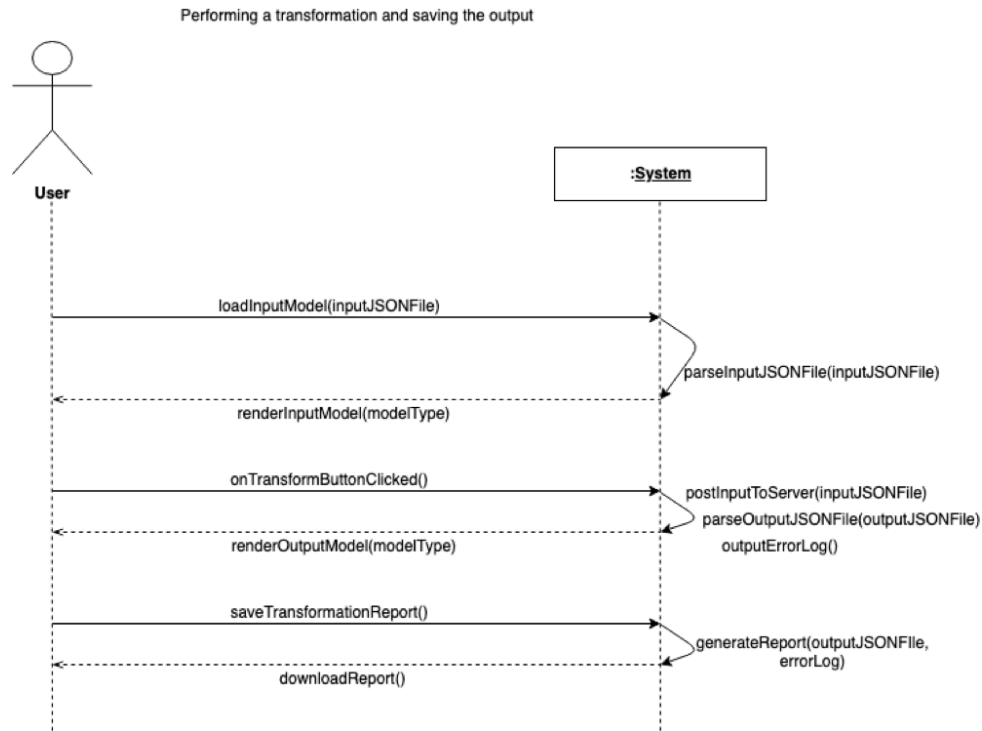 Performing a transformation and saving the output
User
:System
loadInputModel(inputJSONFile)
parseInputJSONFile(inputJSONFile)
renderInputModel(modelType)
onTransformButtonClicked()
postInputToServer(inputJSONFile)
parseOutputJSONFile(outputJSONFile)
renderOutputModel(modelType)
outputErrorLog()
saveTransformationReport()
generateReport(outputJSONFIle,
errorLog)
downloadReport()